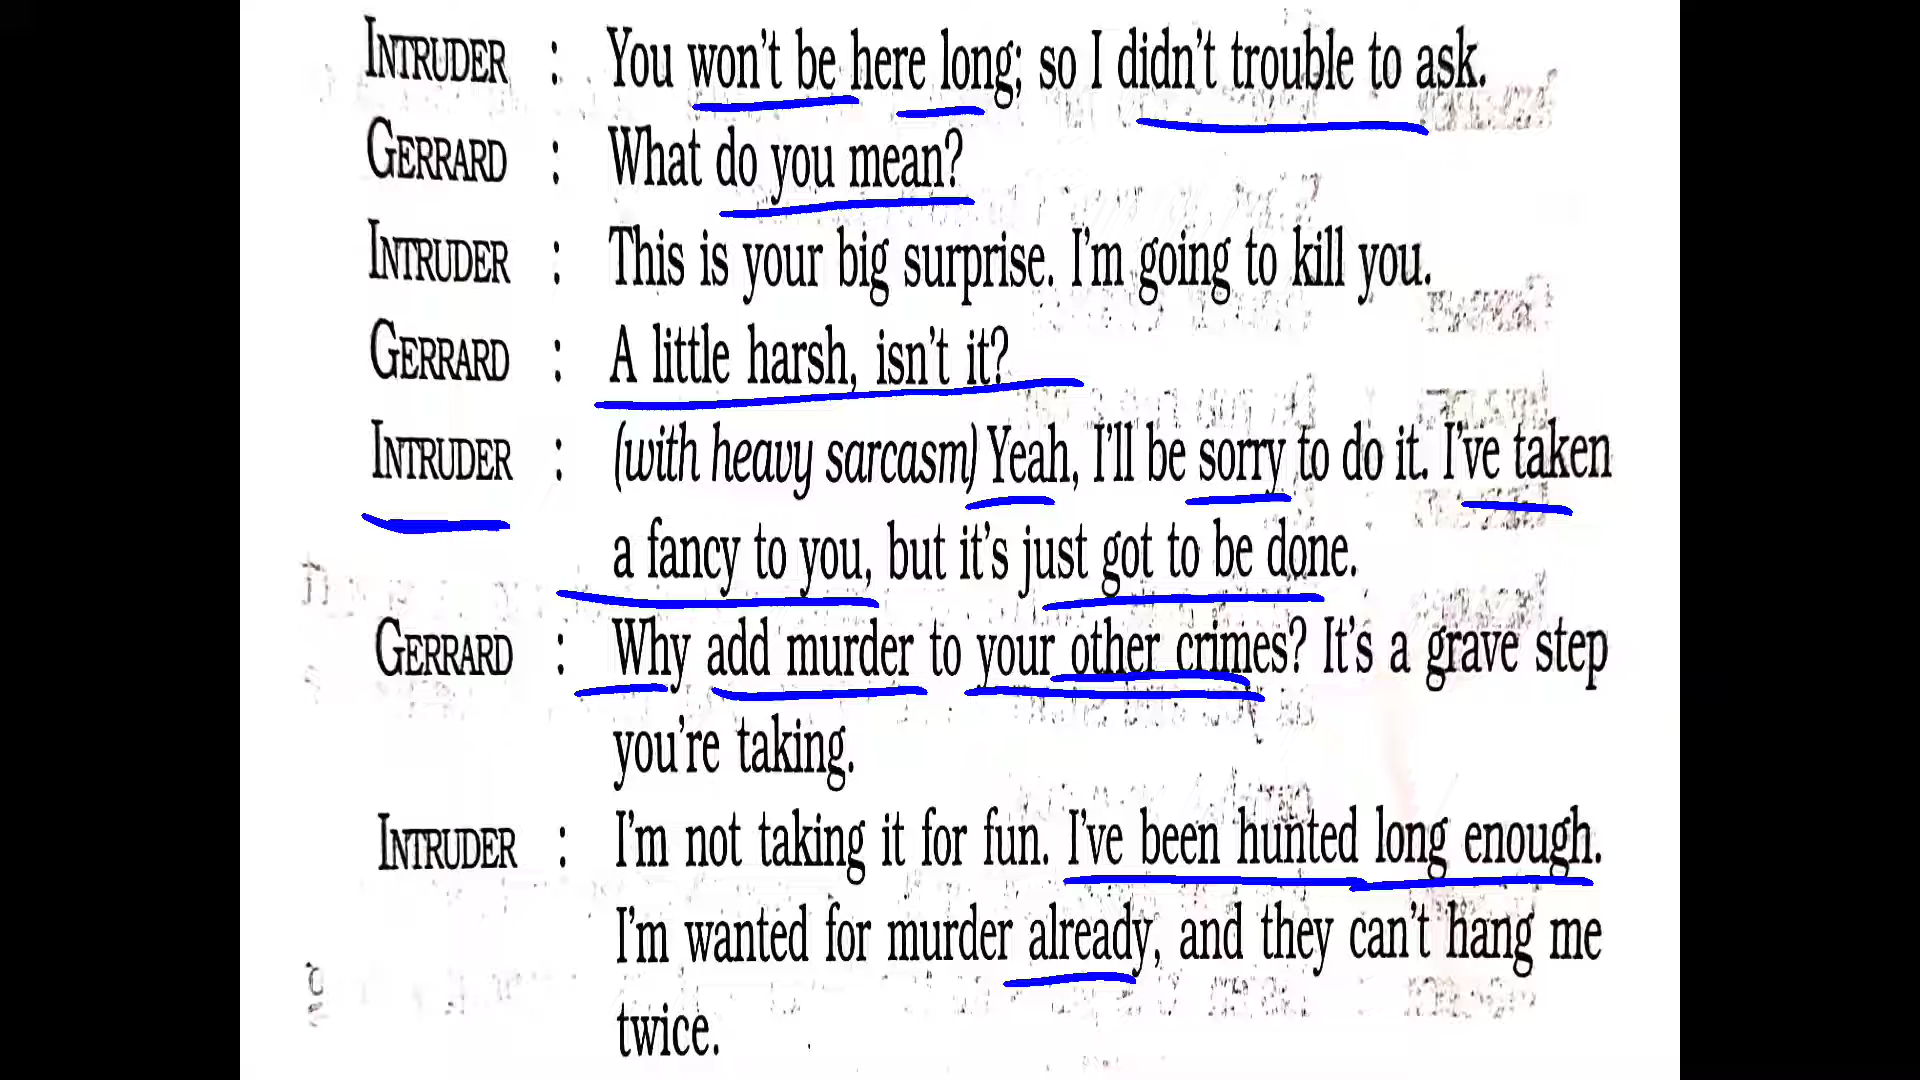 INTRUDER : You won't be here long; so I didn't trouble to ask.
GERRARD : What do you mean?
INTRUDER : This is your big surprise. I'm going to kill you.
GERRARD : A little harsh, isn't it?
INTRUDER : (with heavy sarcasm) Yeah, I'll be sorry to do it. I've taken
a fancy to you, but it's just got to be done.
GERRARD : Why add murder to your other crimes? It's a grave step
you're taking.
INTRUDER : I'm not taking it for fun. I've been hunted long enough.
I'm wanted for murder already, and they can't hang me
twice.